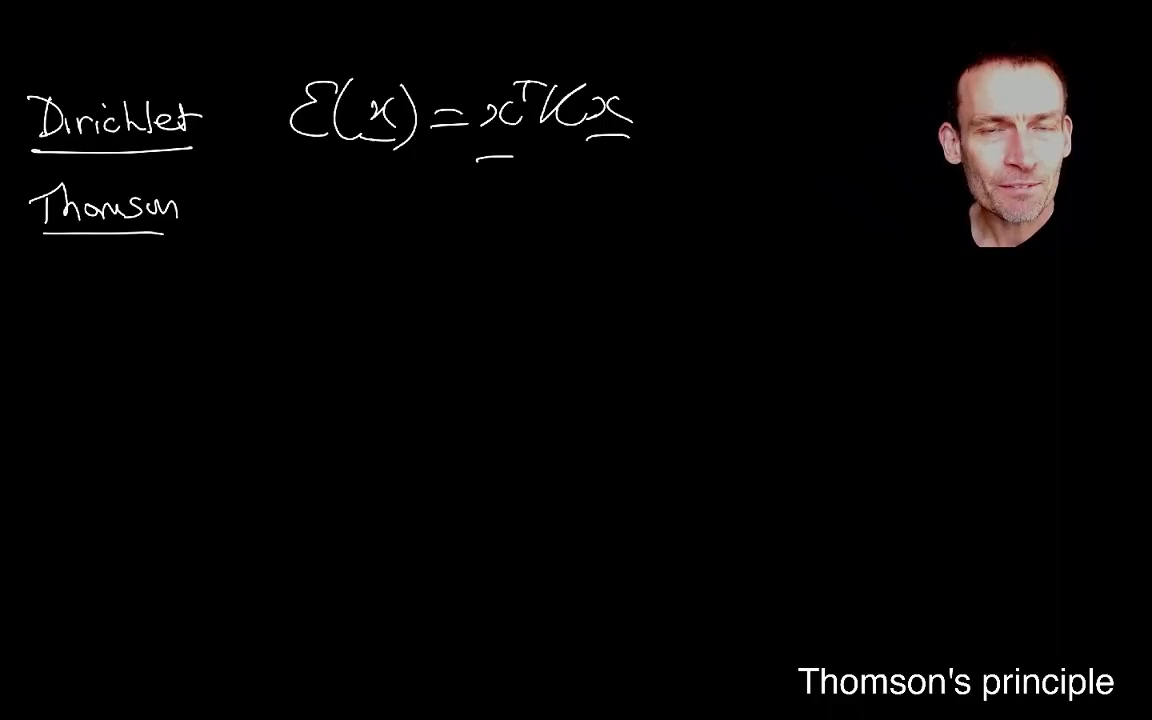 Dirichlet ℰ(x) = xᵀKx
Thomson
Thomson's principle